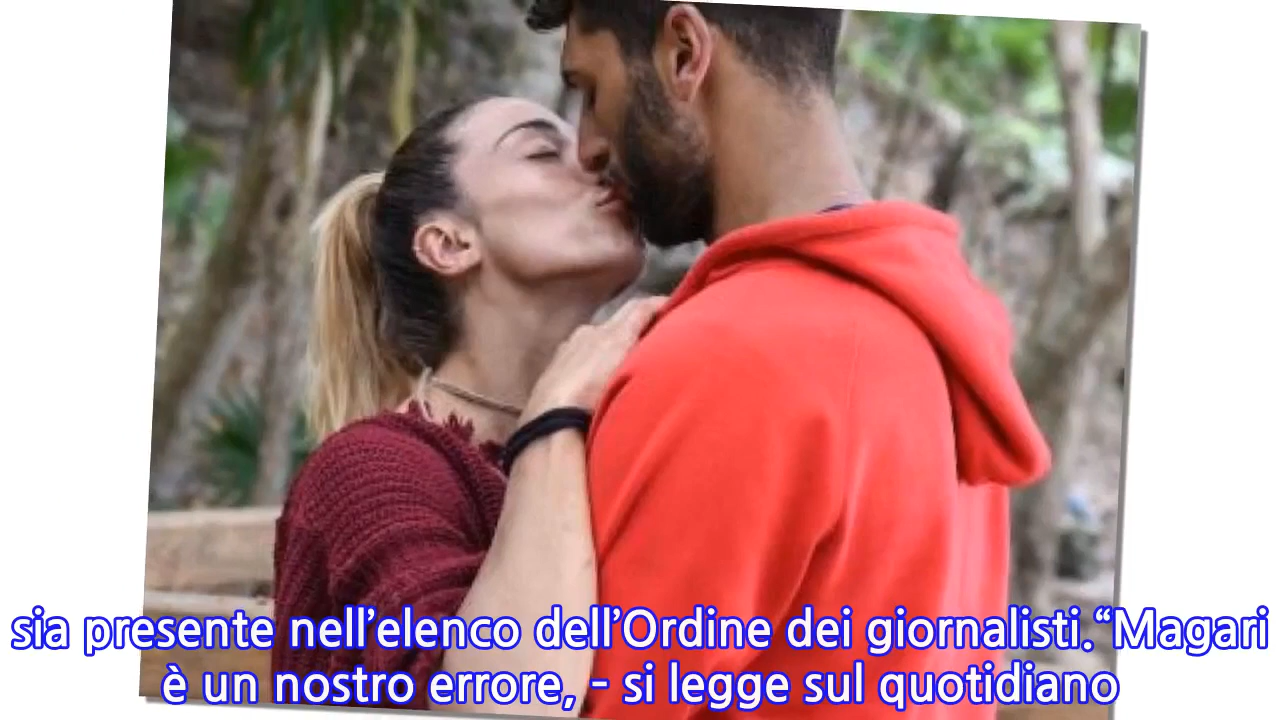 sia presente nell’elenco dell’Ordine dei giornalisti.“Magari
è un nostro errore, - si legge sul quotidiano